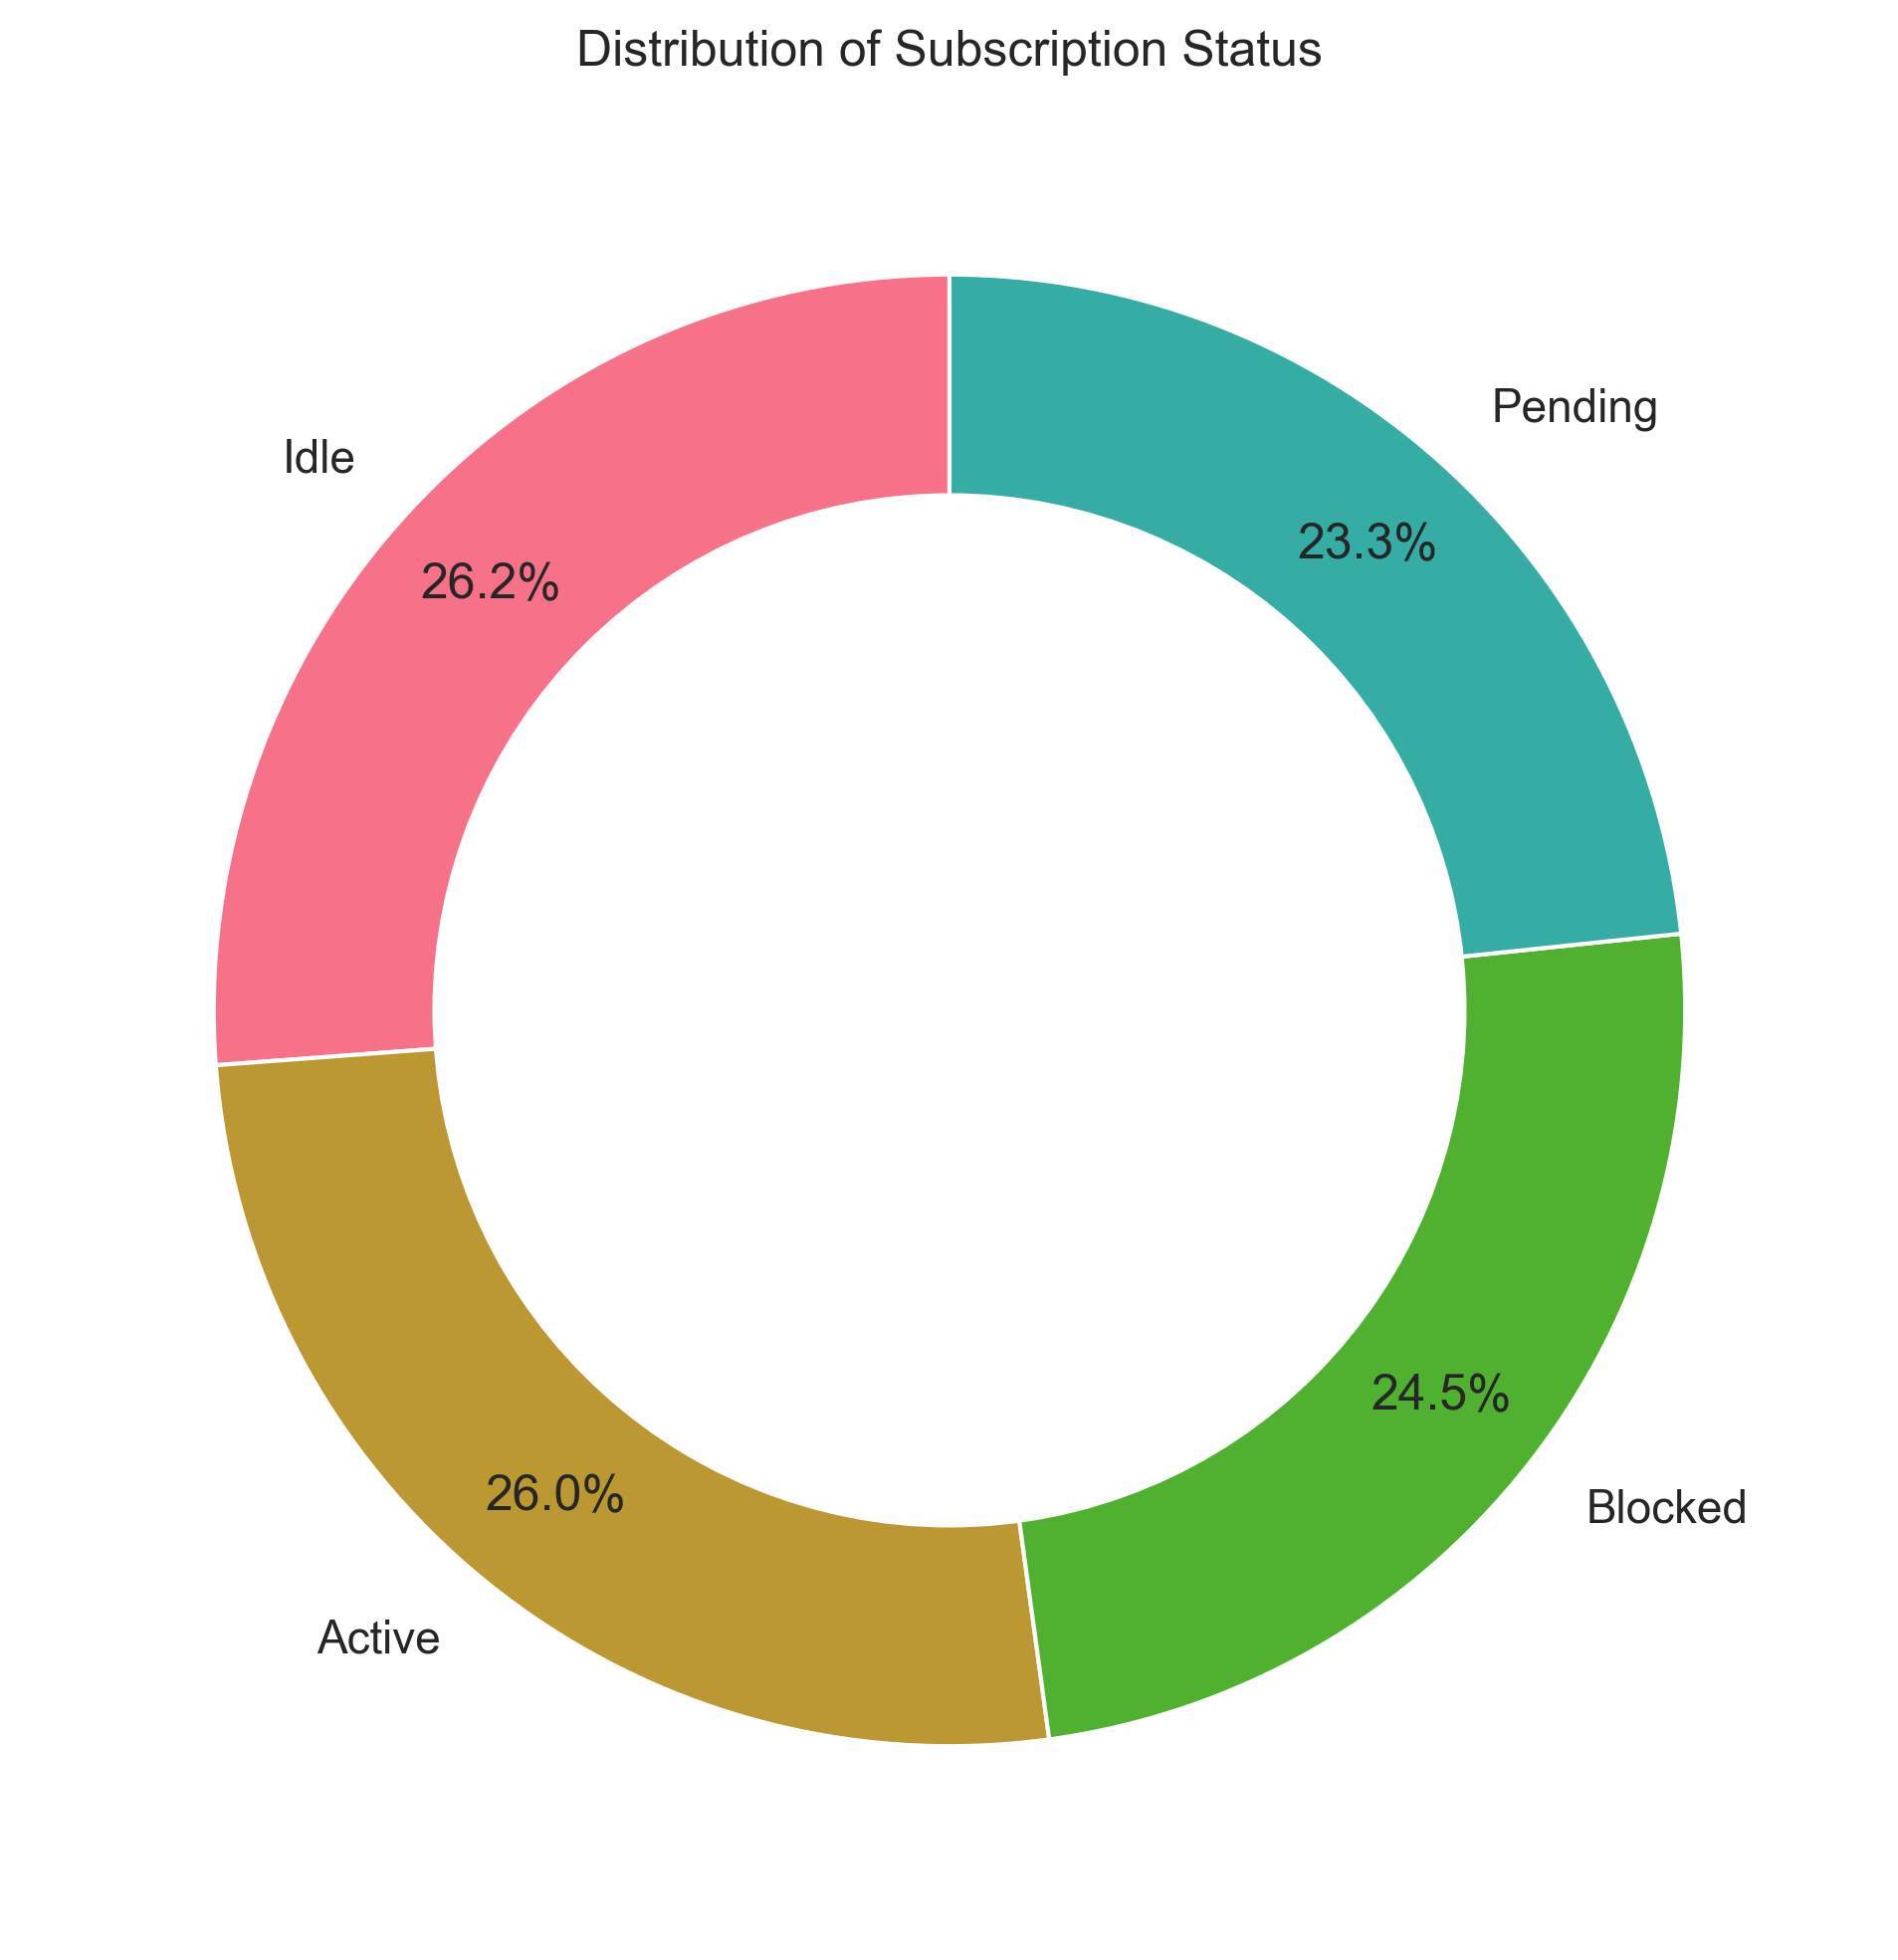 Distribution of Subscription Status
Pending
Idle
23.3%
26.2%
24.5%
26.0%
Blocked
Active